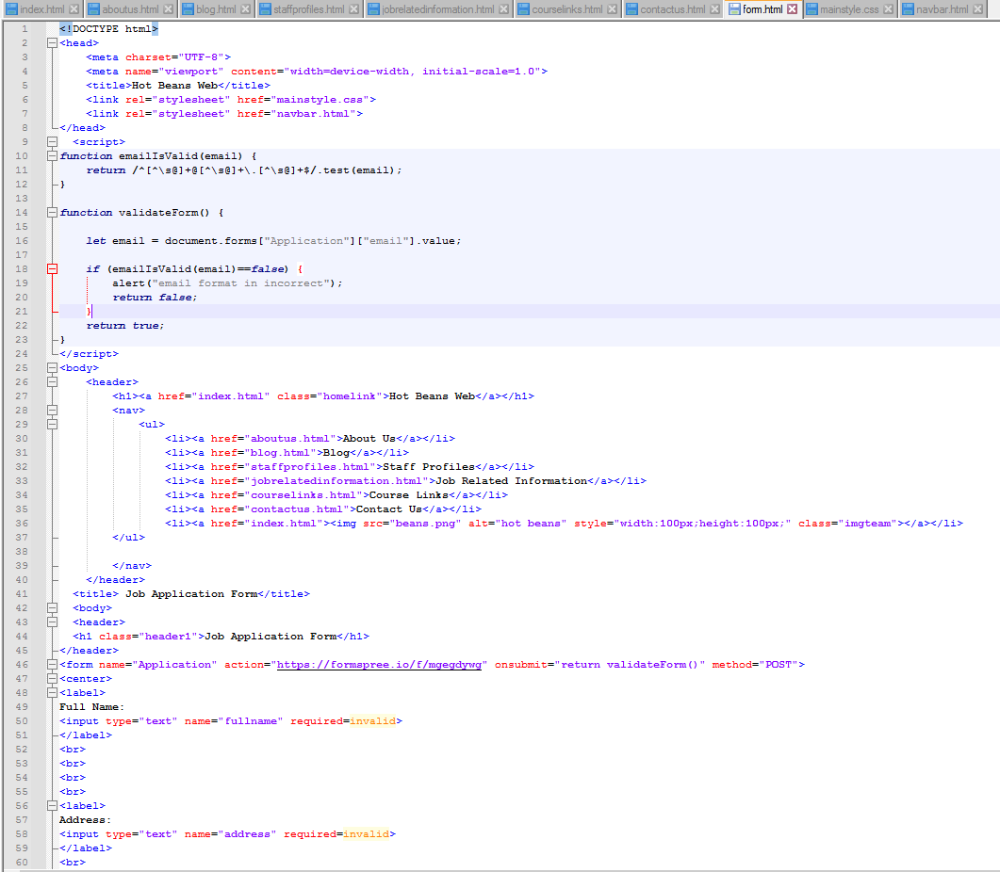 index.html aboutus.html blog.html staffprofiles.html jobrelatedinformation.html courselinks.html contactus.html form.html mainstyle.css navbar.html
1 <!DOCTYPE html>
2 <head>
3 <meta charset="UTF-8">
4 <meta name="viewport" content="width=device-width, initial-scale=1.0">
5 <title>Hot Beans Web</title>
6 <link rel="stylesheet" href="mainstyle.css">
7 <link rel="stylesheet" href="navbar.html">
8 </head>
9 <script>
10 function emailIsValid(email) {
11 return /^[^\s@]+@[^\s@]+\.[^\s@]+$/.test(email);
12 }
13
14 function validateForm() {
15
16 let email = document.forms["Application"]["email"].value;
17
18 if (emailIsValid(email)==false) {
19 alert("email format in incorrect");
20 return false;
21 }
22 return true;
23 }
24 </script>
25 <body>
26 <header>
27 <h1><a href="index.html" class="homelink">Hot Beans Web</a></h1>
28 <nav>
29 <ul>
30 <li><a href="aboutus.html">About Us</a></li>
31 <li><a href="blog.html">Blog</a></li>
32 <li><a href="staffprofiles.html">Staff Profiles</a></li>
33 <li><a href="jobrelatedinformation.html">Job Related Information</a></li>
34 <li><a href="courselinks.html">Course Links</a></li>
35 <li><a href="contactus.html">Contact Us</a></li>
36 <li><a href="index.html"><img src="beans.png" alt="hot beans" style="width:100px;height:100px;" class="imgteam"></a></li>
37 </ul>
38
39 </nav>
40 </header>
41 <title> Job Application Form</title>
42 <body>
43 <header>
44 <h1 class="header1">Job Application Form</h1>
45 </header>
46 <form name="Application" action="https://formspree.io/f/mgegdywg" onsubmit="return validateForm()" method="POST">
47 <center>
48 <label>
49 Full Name:
50 <input type="text" name="fullname" required=invalid>
51 </label>
52 <br>
53 <br>
54 <br>
55 <br>
56 <label>
57 Address:
58 <input type="text" name="address" required=invalid>
59 </label>
60 <br>